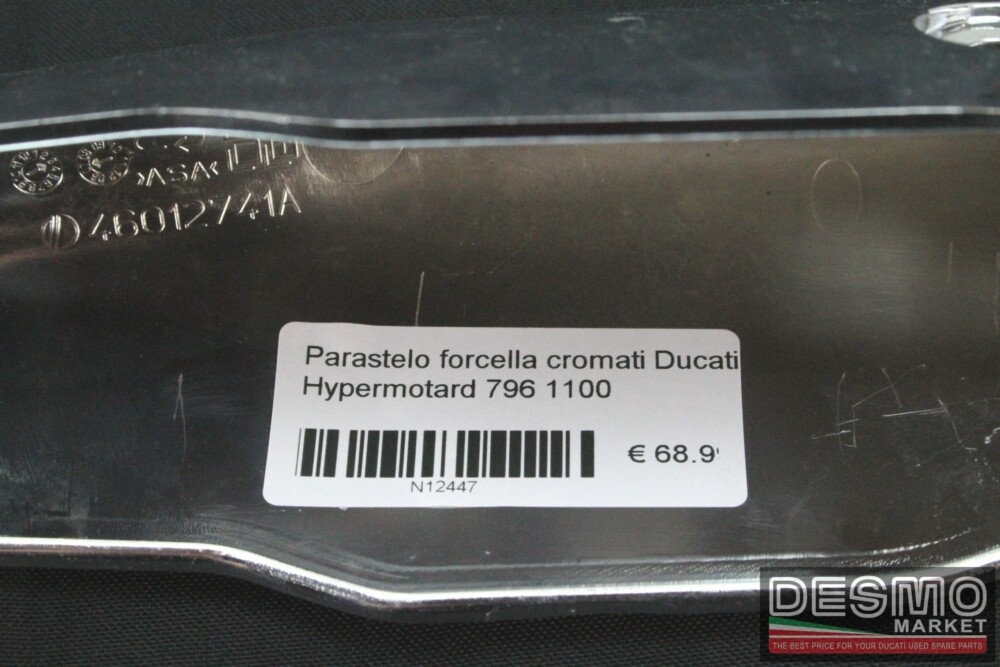 >ASA<
46012741A
Parastelo forcella cromati Ducati
Hypermotard 796 1100
€ 68.9
N12447
DESMO
MARKET
THE BEST PRICE FOR YOUR DUCATI USED SPARE PARTS